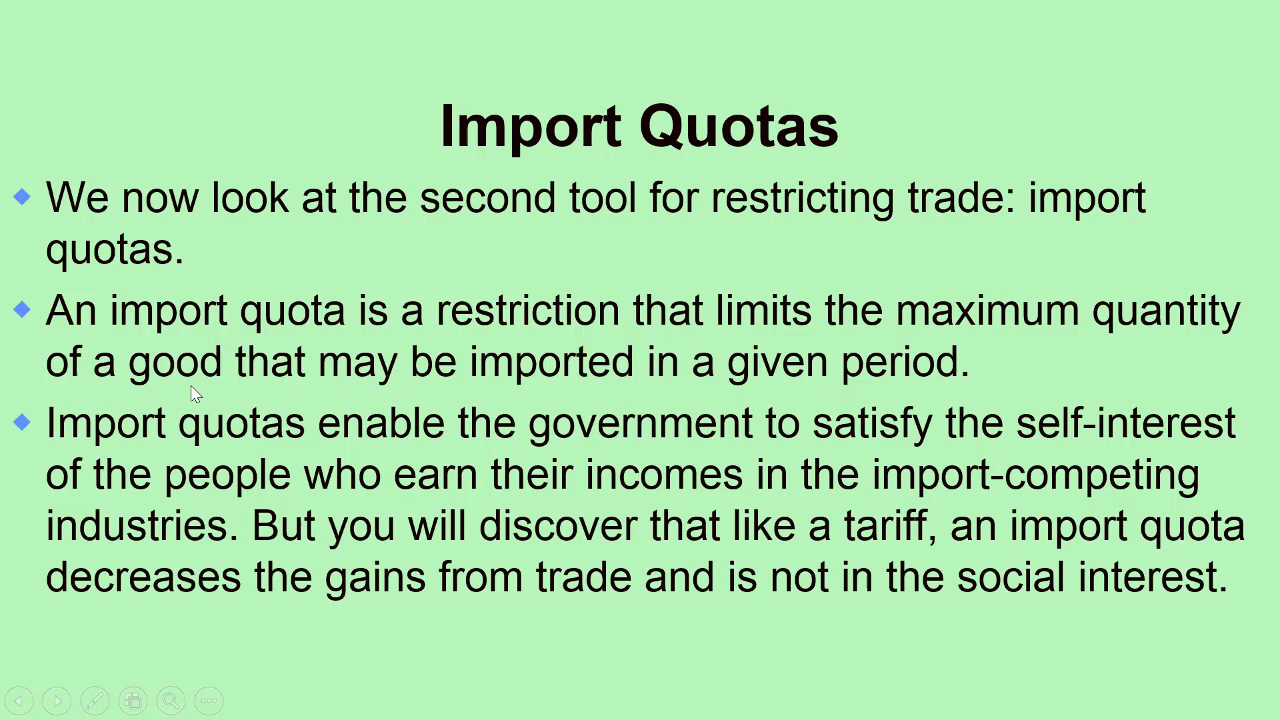 Import Quotas
We now look at the second tool for restricting trade: import
quotas.
An import quota is a restriction that limits the maximum quantity
of a good that may be imported in a given period.
Import quotas enable the government to satisfy the self-interest
of the people who earn their incomes in the import-competing
industries. But you will discover that like a tariff, an import quota
decreases the gains from trade and is not in the social interest.